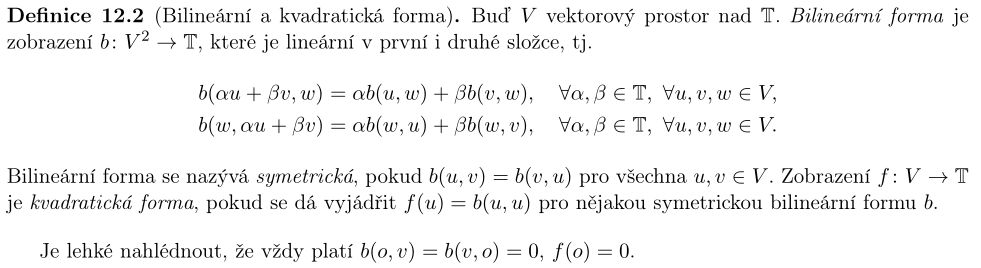 Definice 12.2 (Bilineární a kvadratická forma). Buď V vektorový prostor nad 𝕋. Bilineární forma je
zobrazení b: V² → 𝕋, které je lineární v první i druhé složce, tj.
b(αu + βv, w) = αb(u, w) + βb(v, w), ∀α, β ∈ 𝕋, ∀u, v, w ∈ V,
b(w, αu + βv) = αb(w, u) + βb(w, v), ∀α, β ∈ 𝕋, ∀u, v, w ∈ V.
Bilineární forma se nazývá symetrická, pokud b(u, v) = b(v, u) pro všechna u, v ∈ V. Zobrazení f: V → 𝕋
je kvadratická forma, pokud se dá vyjádřit f(u) = b(u, u) pro nějakou symetrickou bilineární formu b.
Je lehké nahlédnout, že vždy platí b(o, v) = b(v, o) = 0, f(o) = 0.